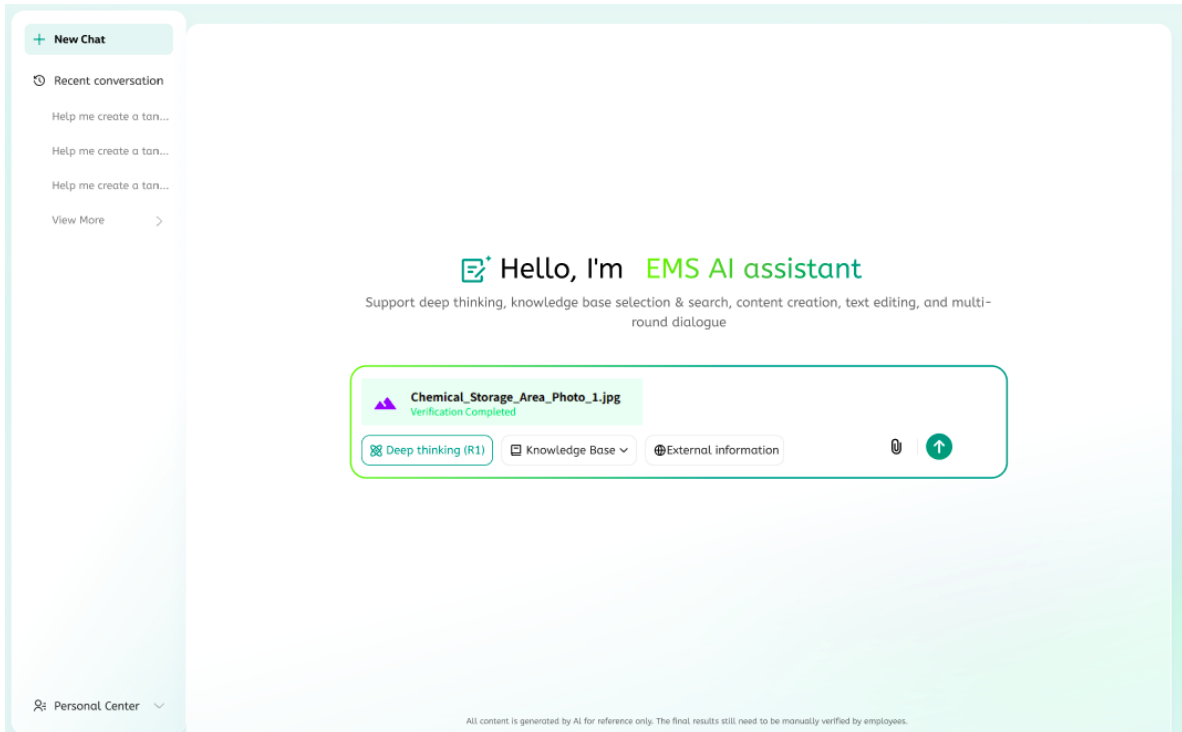 New Chat
Recent conversation
Help me create a tan...
Help me create a tan...
Help me create a tan...
View More
Hello, I'm EMS AI assistant
Support deep thinking, knowledge base selection & search, content creation, text editing, and multi-
round dialogue
Chemical_Storage_Area_Photo_1.jpg
Verification Completed
Deep thinking (R1) Knowledge Base External information
Personal Center
All content is generated by AI for reference only. The final results still need to be manually verified by employees.